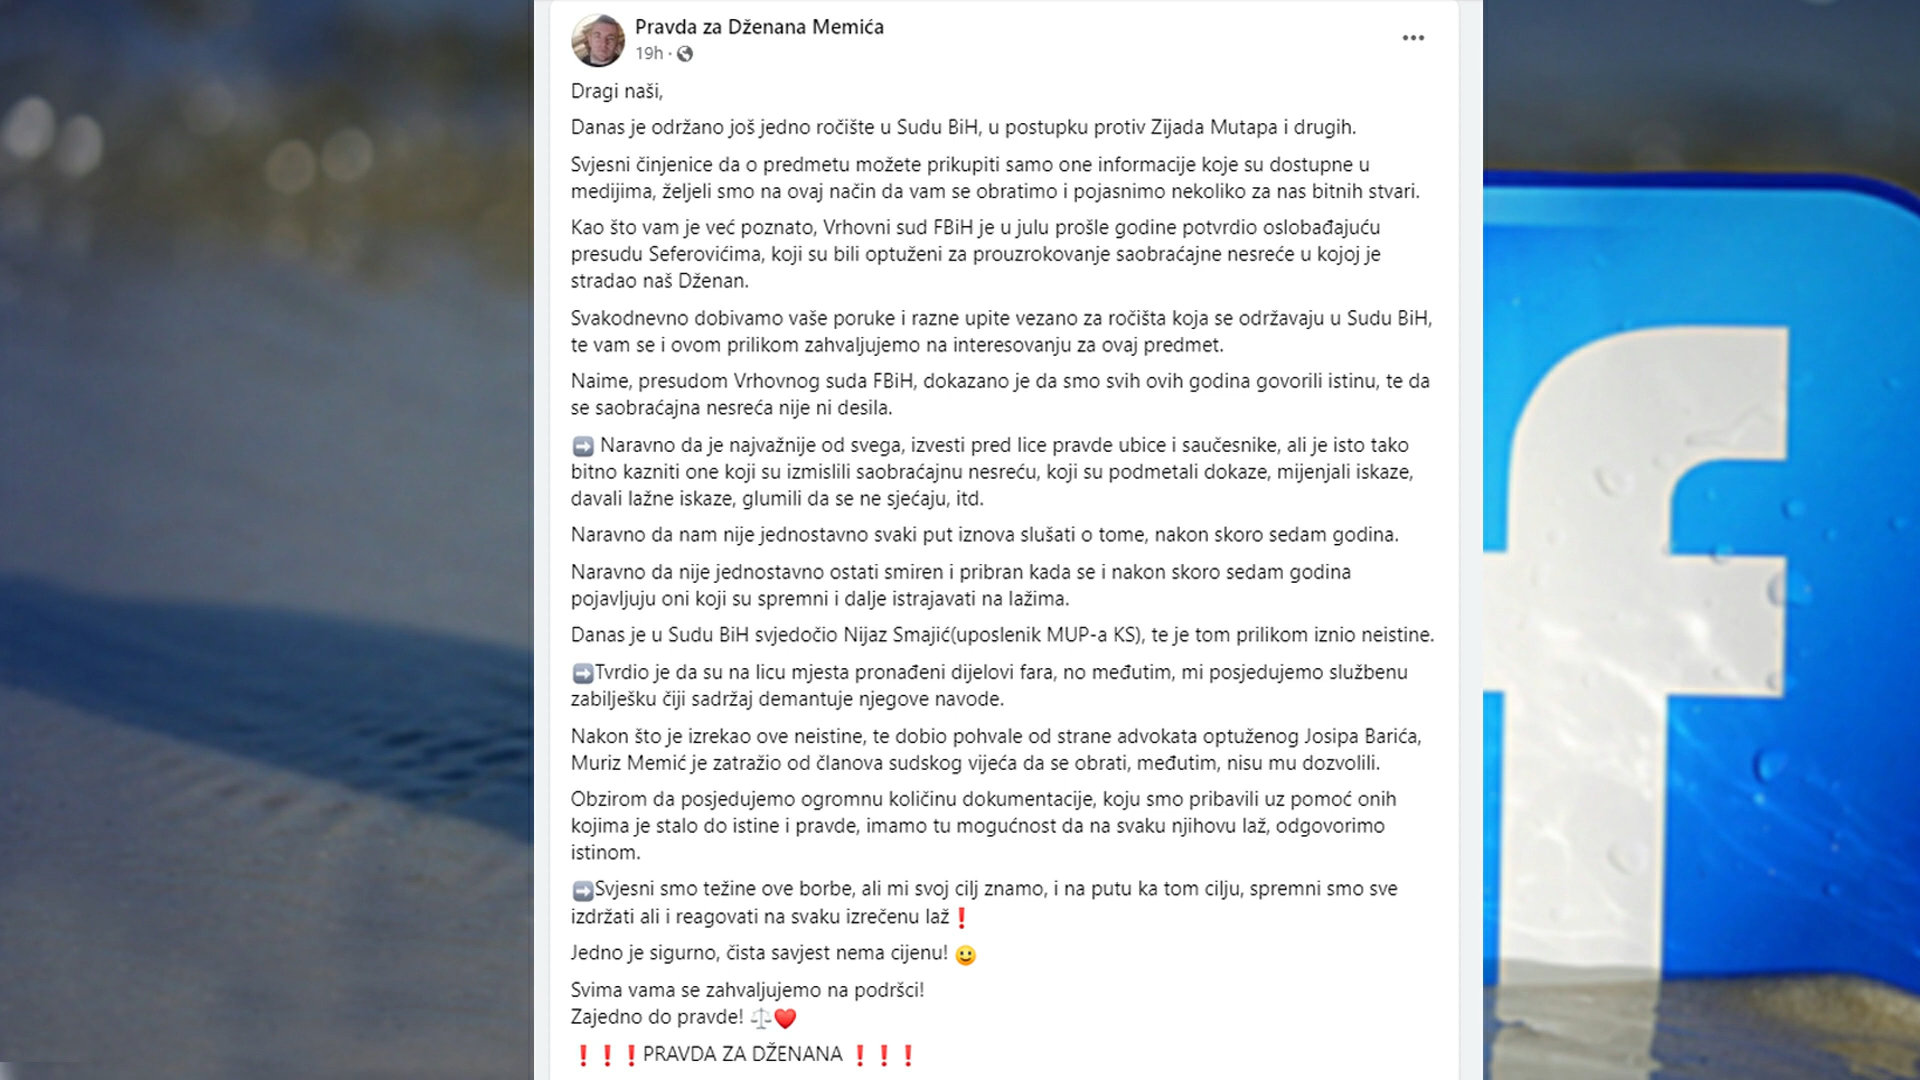 Pravda za Dženana Memića
19h ·
Dragi naši,
Danas je održano još jedno ročište u Sudu BiH, u postupku protiv Zijada Mutapa i drugih.
Svjesni činjenice da o predmetu možete prikupiti samo one informacije koje su dostupne u
medijima, željeli smo na ovaj način da vam se obratimo i pojasnimo nekoliko za nas bitnih stvari.
Kao što vam je već poznato, Vrhovni sud FBiH je u julu prošle godine potvrdio oslobađajuću
presudu Seferovićima, koji su bili optuženi za prouzrokovanje saobraćajne nesreće u kojoj je
stradao naš Dženan.
Svakodnevno dobivamo vaše poruke i razne upite vezano za ročišta koja se održavaju u Sudu BiH,
te vam se i ovom prilikom zahvaljujemo na interesovanju za ovaj predmet.
Naime, presudom Vrhovnog suda FBiH, dokazano je da smo svih ovih godina govorili istinu, te da
se saobraćajna nesreća nije ni desila.
➡️ Naravno da je najvažnije od svega, izvesti pred lice pravde ubice i saučesnike, ali je isto tako
bitno kazniti one koji su izmislili saobraćajnu nesreću, koji su podmetali dokaze, mijenjali iskaze,
davali lažne iskaze, glumili da se ne sjećaju, itd.
Naravno da nam nije jednostavno svaki put iznova slušati o tome, nakon skoro sedam godina.
Naravno da nije jednostavno ostati smiren i pribran kada se i nakon skoro sedam godina
pojavljuju oni koji su spremni i dalje istrajavati na lažima.
Danas je u Sudu BiH svjedočio Nijaz Smajić(uposlenik MUP-a KS), te je tom prilikom iznio neistine.
➡️Tvrdio je da su na licu mjesta pronađeni dijelovi fara, no međutim, mi posjedujemo službenu
zabilješku čiji sadržaj demantuje njegove navode.
Nakon što je izrekao ove neistine, te dobio pohvale od strane advokata optuženog Josipa Barića,
Muriz Memić je zatražio od članova sudskog vijeća da se obrati, međutim, nisu mu dozvolili.
Obzirom da posjedujemo ogromnu količinu dokumentacije, koju smo pribavili uz pomoć onih
kojima je stalo do istine i pravde, imamo tu mogućnost da na svaku njihovu laž, odgovorimo
istinom.
➡️Svjesni smo težine ove borbe, ali mi svoj cilj znamo, i na putu ka tom cilju, spremni smo sve
izdržati ali i reagovati na svaku izrečenu laž❗
Jedno je sigurno, čista savjest nema cijenu! 🙂
Svima vama se zahvaljujemo na podršci!
Zajedno do pravde! ⚖️❤️
❗❗❗PRAVDA ZA DŽENANA ❗❗❗